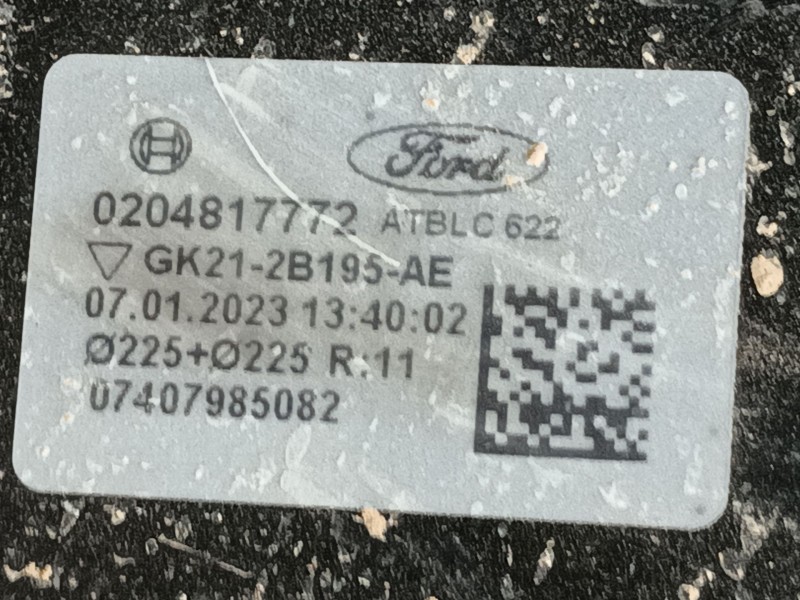 Ford
0204817772 ATBLC 622
GK21-2B195-AE
07.01.2023 13:40:02
Ø225+Ø225 R:11
07407985082